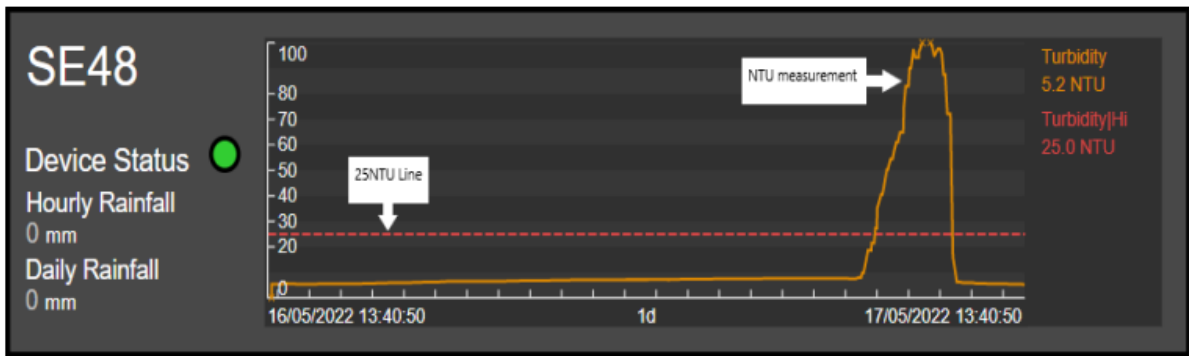 SE48
Device Status
Hourly Rainfall
0 mm
Daily Rainfall
0 mm
100
80
70
60
50
40
30
20
0
25NTU Line
NTU measurement
16/05/2022 13:40:50
1d
17/05/2022 13:40:50
Turbidity
5.2 NTU
Turbidity|Hi
25.0 NTU